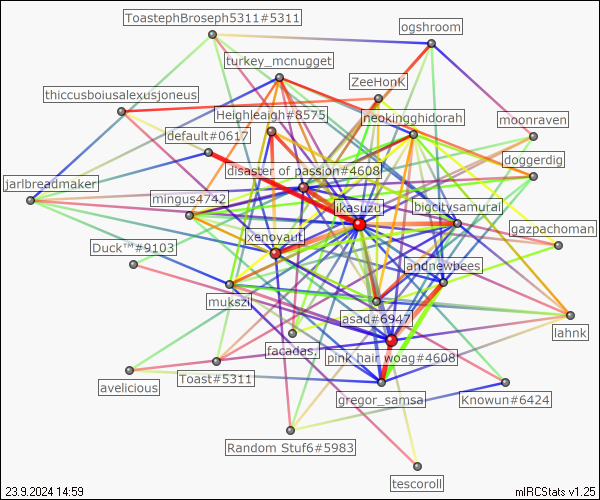 ToastephBroseph5311#5311
ogshroom
turkey_mcnugget
ZeeHonK
thiccusboiusalexusjoneus
Heighleigh#8575
neokingghidorah
moonraven
default#0617
disaster of passion#4608
doggerdig
jarlbreadmaker
mingus4742
ikasuzu
bigcitysamurai
gazpachoman
Duck™#9103
xenoyaut
andnewbees
mukszi
asad#6947
lahnk
facadas.
pink hair woag#4608
avelicious
Toast#5311
gregor_samsa
Knowun#6424
Random Stuf6#5983
tescoroll
23.9.2024 14:59
mIRCStats v1.25